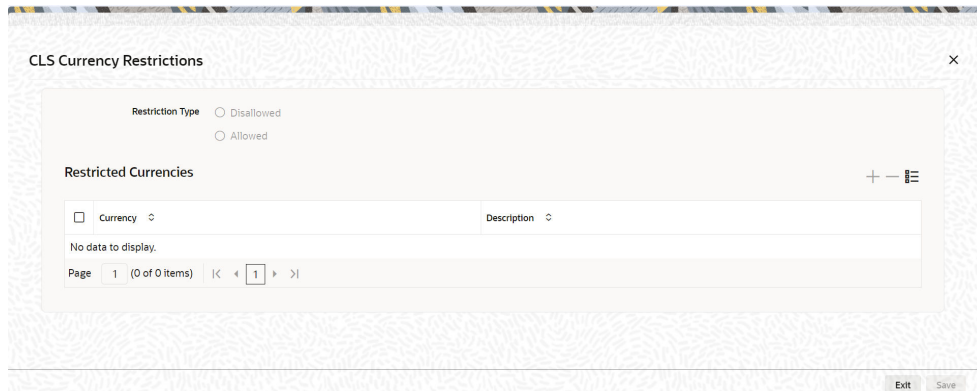 CLS Currency Restrictions
Restriction Type Disallowed
Allowed
Restricted Currencies
Currency Description
No data to display.
Page 1 (0 of 0 items) 1
Exit Save